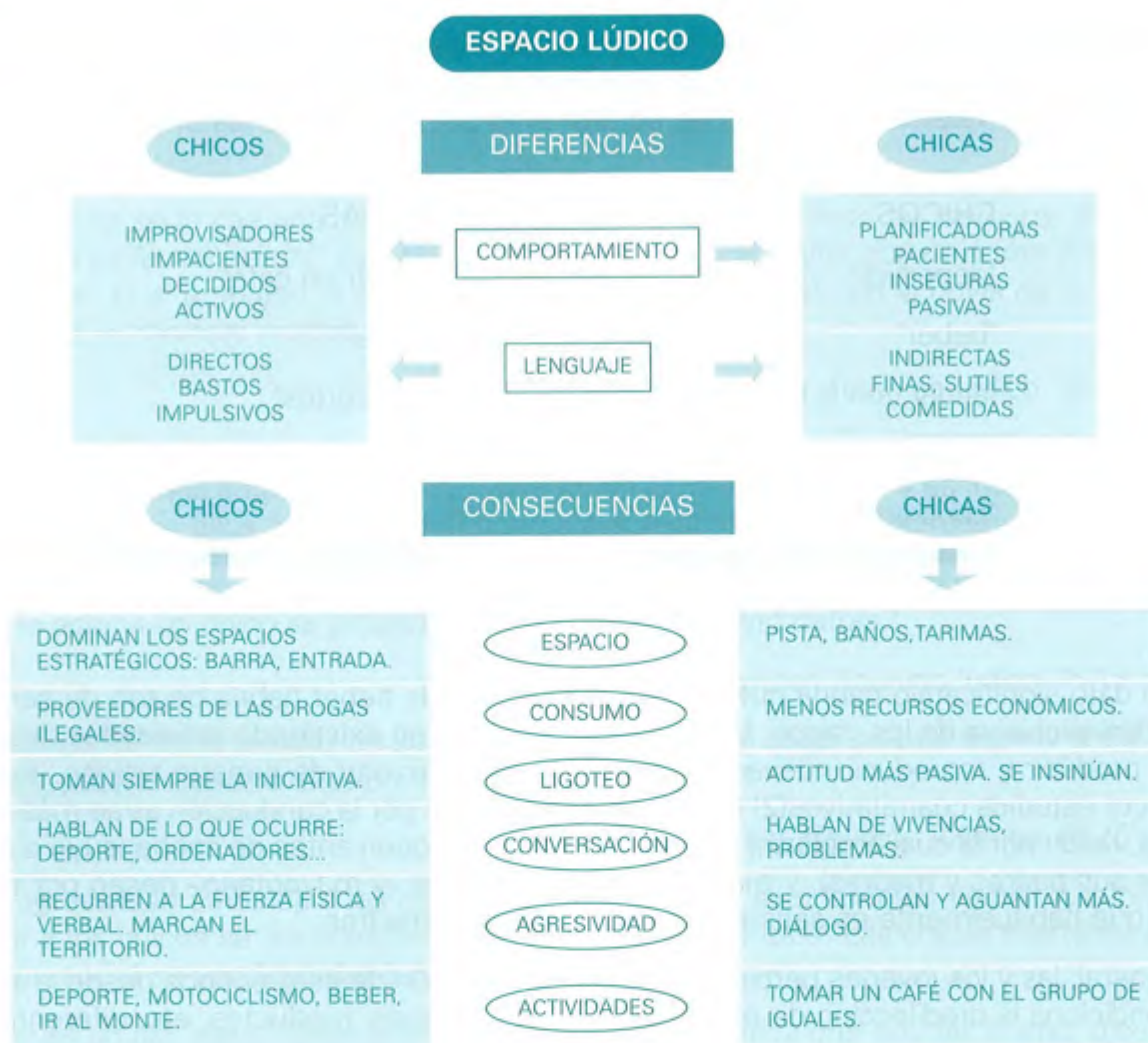 ESPACIO LÚDICO
CHICOS
DIFERENCIAS
CHICAS
IMPROVISADORES
IMPACIENTES
DECIDIDOS
ACTIVOS
COMPORTAMIENTO
PLANIFICADORAS
PACIENTES
INSEGURAS
PASIVAS
DIRECTOS
BASTOS
IMPULSIVOS
LENGUAJE
INDIRECTAS
FINAS, SUTILES
COMEDIDAS
CHICOS
CONSECUENCIAS
CHICAS
DOMINAN LOS ESPACIOS
ESTRATÉGICOS: BARRA, ENTRADA.
ESPACIO
PISTA, BAÑOS,TARIMAS.
PROVEEDORES DE LAS DROGAS
ILEGALES.
CONSUMO
MENOS RECURSOS ECONÓMICOS.
TOMAN SIEMPRE LA INICIATIVA.
LIGOTEO
ACTITUD MÁS PASIVA. SE INSINÚAN.
HABLAN DE LO QUE OCURRE:
DEPORTE, ORDENADORES...
CONVERSACIÓN
HABLAN DE VIVENCIAS,
PROBLEMAS.
RECURREN A LA FUERZA FÍSICA Y
VERBAL. MARCAN EL
TERRITORIO.
AGRESIVIDAD
SE CONTROLAN Y AGUANTAN MÁS.
DIÁLOGO.
DEPORTE, MOTOCICLISMO, BEBER,
IR AL MONTE.
ACTIVIDADES
TOMAR UN CAFÉ CON EL GRUPO DE
IGUALES.